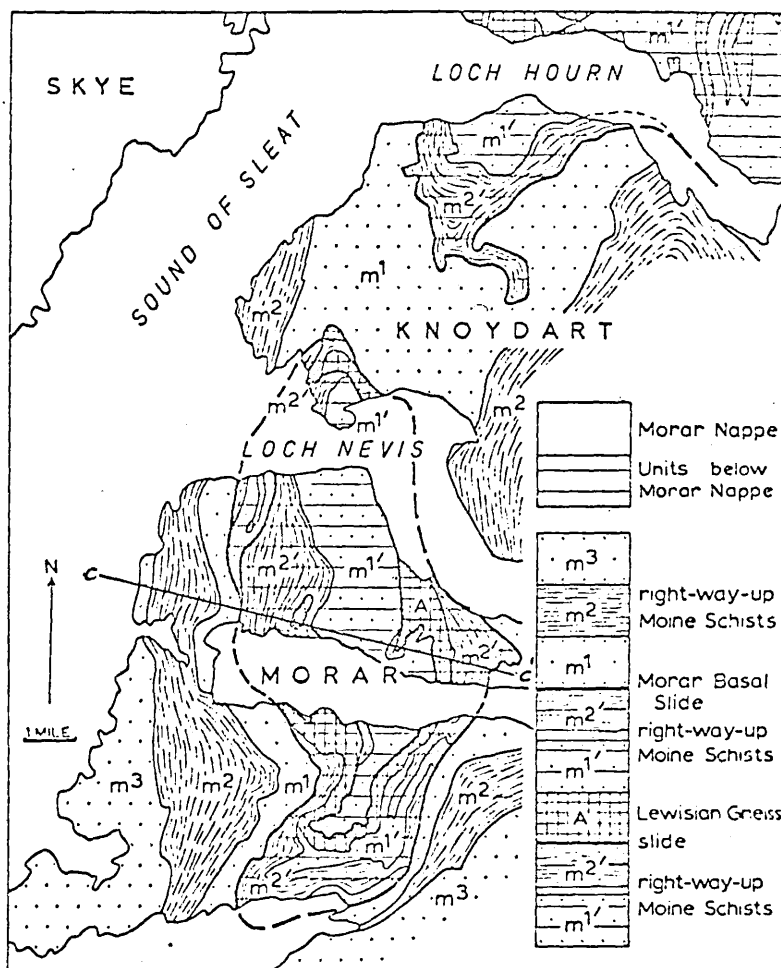 SKYE
LOCH HOURN
m1'
B
SOUND OF SLEAT
m1'
m2'
m1
m2
KNOYDART
m2'
m1'
m2
LOCH NEVIS
Morar Nappe
Units below
Morar Nappe
N
c
m2'
m1'
A
m2'
c'
MORAR
1 MILE
m3
m2
m1
m1'
m2
m2'
m3
m3
m2
right-way-up
Moine Schists
m1
Morar Basal
Slide
m2'
right-way-up
Moine Schists
m1'
A'
Lewisian Gneiss
slide
m2'
right-way-up
Moine Schists
m1'